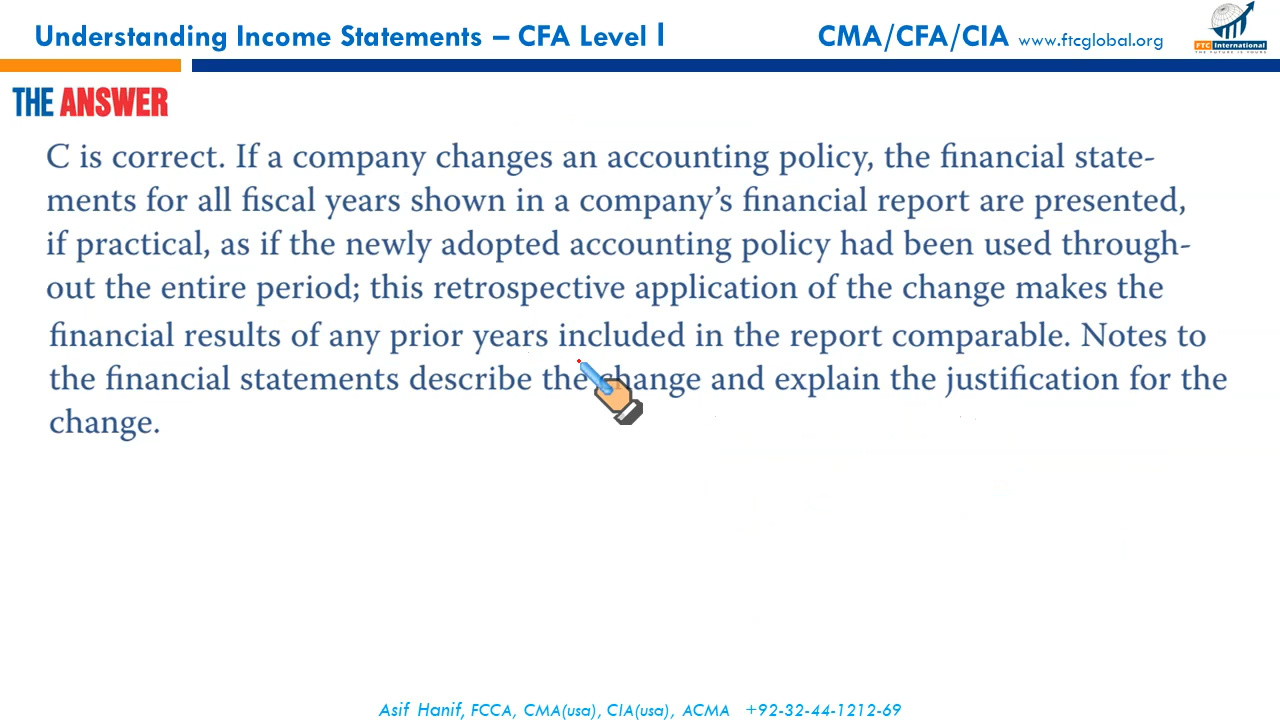 Understanding Income Statements – CFA Level I
CMA/CFA/CIA www.ftcglobal.org
FTC International
THE ANSWER
C is correct. If a company changes an accounting policy, the financial state-
ments for all fiscal years shown in a company's financial report are presented,
if practical, as if the newly adopted accounting policy had been used through-
out the entire period; this retrospective application of the change makes the
financial results of any prior years included in the report comparable. Notes to
the financial statements describe the change and explain the justification for the
change.
Asif Hanif, FCCA, CMA(usa), CIA(usa), ACMA +92-32-44-1212-69